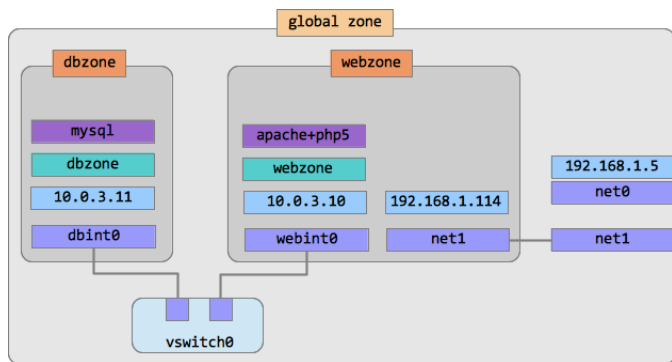 global zone
dbzone
mysql
dbzone
10.0.3.11
dbint0
webzone
apache+php5
webzone
10.0.3.10
webint0
192.168.1.114
net1
192.168.1.5
net0
net1
vswitch0